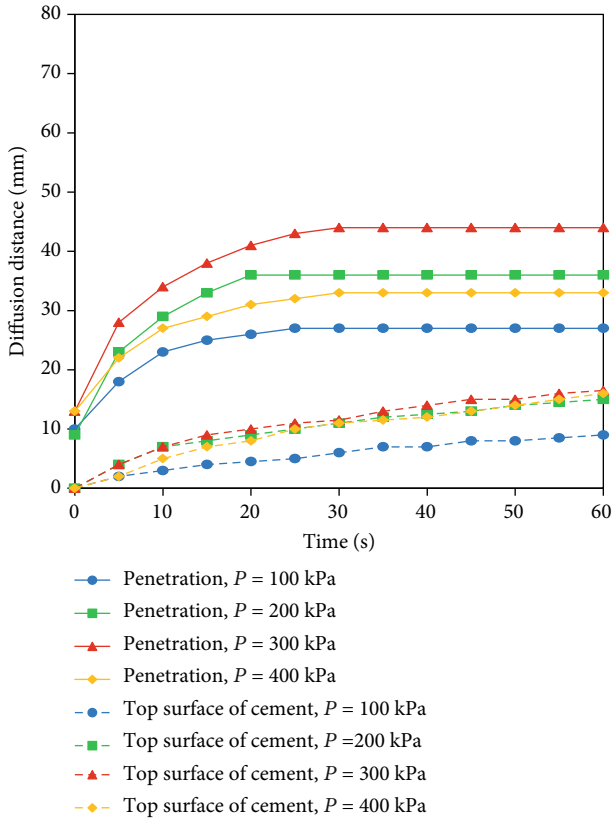 80
70
60
50
40
30
20
10
0
Diffusion distance (mm)
0 10 20 30 40 50 60
Time (s)
Penetration, P = 100 kPa
Penetration, P = 200 kPa
Penetration, P = 300 kPa
Penetration, P = 400 kPa
Top surface of cement, P = 100 kPa
Top surface of cement, P =200 kPa
Top surface of cement, P = 300 kPa
Top surface of cement, P = 400 kPa